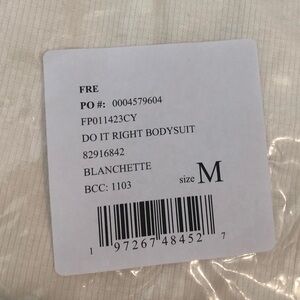 FRE
PO #: 0004579604
FP011423CY
DO IT RIGHT BODYSUIT
82916842
BLANCHETTE
BCC: 1103
size M
1 97267 48452 7